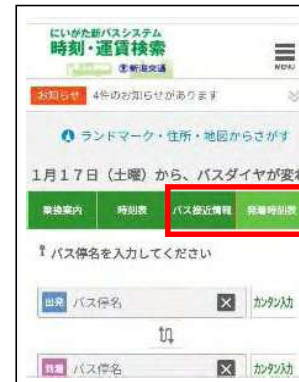 にいがた新バスシステム
時刻・運賃検索
新潟交通
MENU
お知らせ 4件のお知らせがあります
ランドマーク・住所・地図からさがす
1月17日（土曜）から、バスダイヤが変わ
乗換案内 時刻表 バス接近情報 発着時刻表
バス停名を入力してください
出発 バス停名 カンタン入力
到着 バス停名 カンタン入力